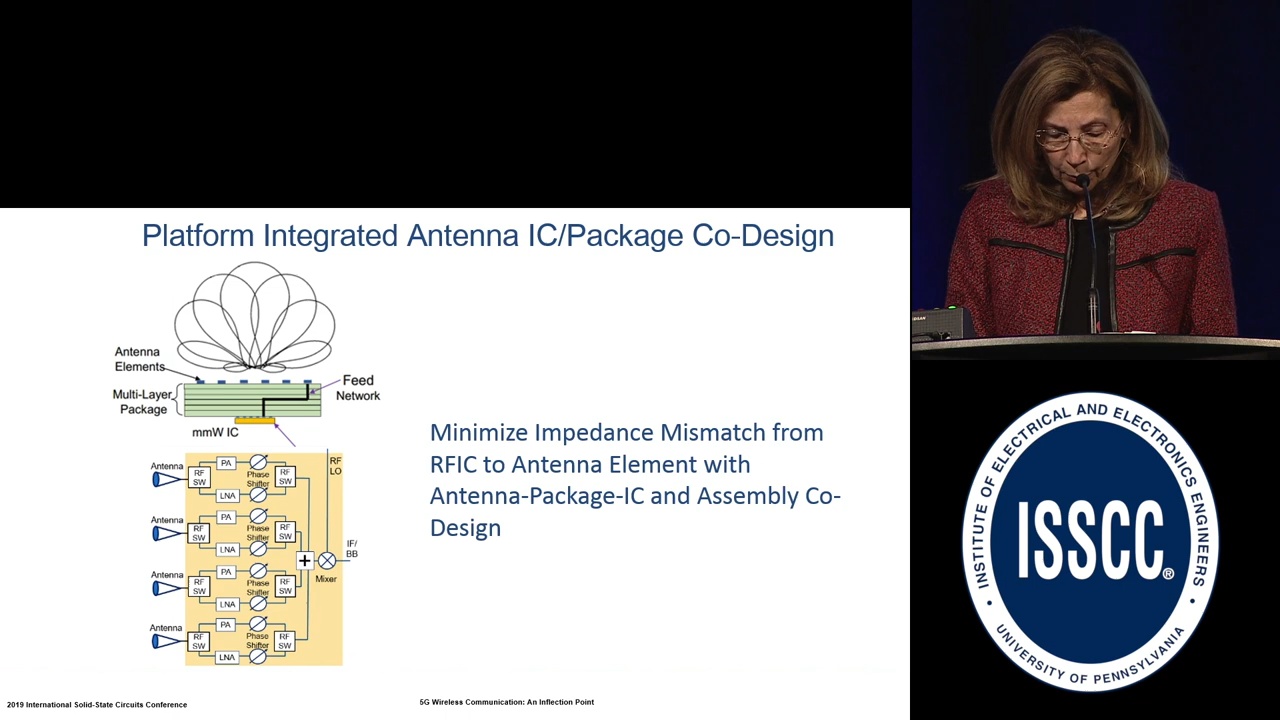 Platform Integrated Antenna IC/Package Co-Design
Antenna
Elements
Multi-Layer
Package
Feed
Network
mmW IC
RF
LO
Antenna
RF
SW
PA
Phase
Shifter
LNA
RF
SW
Antenna
RF
SW
PA
Phase
Shifter
LNA
RF
SW
IF/
BB
+
Mixer
Antenna
RF
SW
PA
Phase
Shifter
LNA
RF
SW
Antenna
RF
SW
PA
Phase
Shifter
LNA
RF
SW
Minimize Impedance Mismatch from
RFIC to Antenna Element with
Antenna-Package-IC and Assembly Co-
Design
2019 International Solid-State Circuits Conference
5G Wireless Communication: An Inflection Point
INSTITUTE OF ELECTRICAL AND ELECTRONICS ENGINEERS
ISSCC®
• UNIVERSITY OF PENNSYLVANIA •